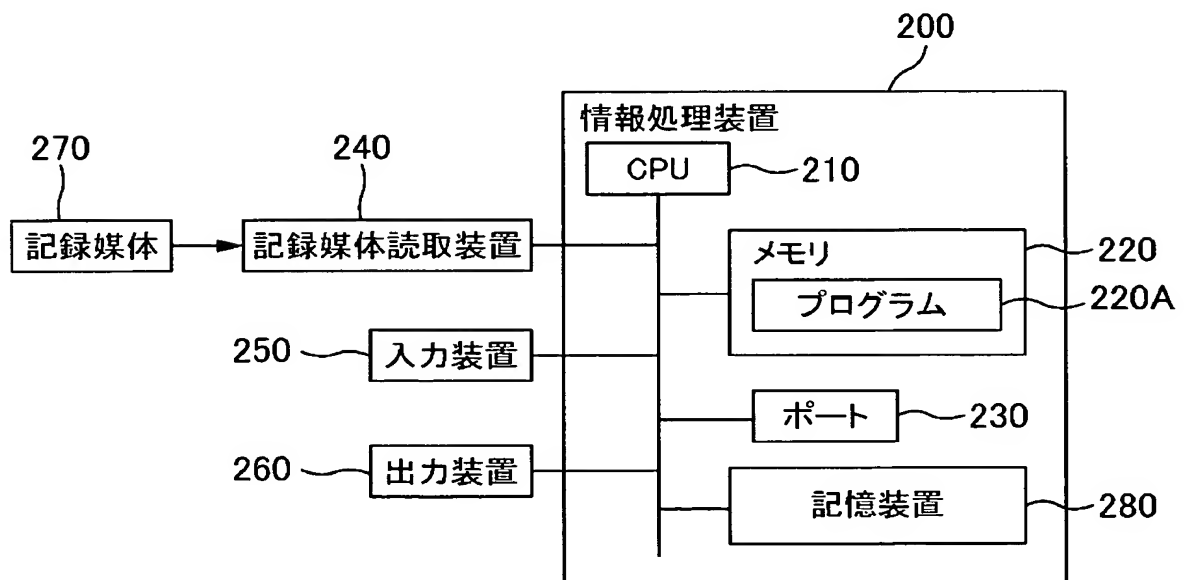 200
情報処理装置
270
240
CPU
210
記録媒体
記録媒体読取装置
メモリ
220
プログラム
220A
250
入力装置
ポート
230
260
出力装置
記憶装置
280